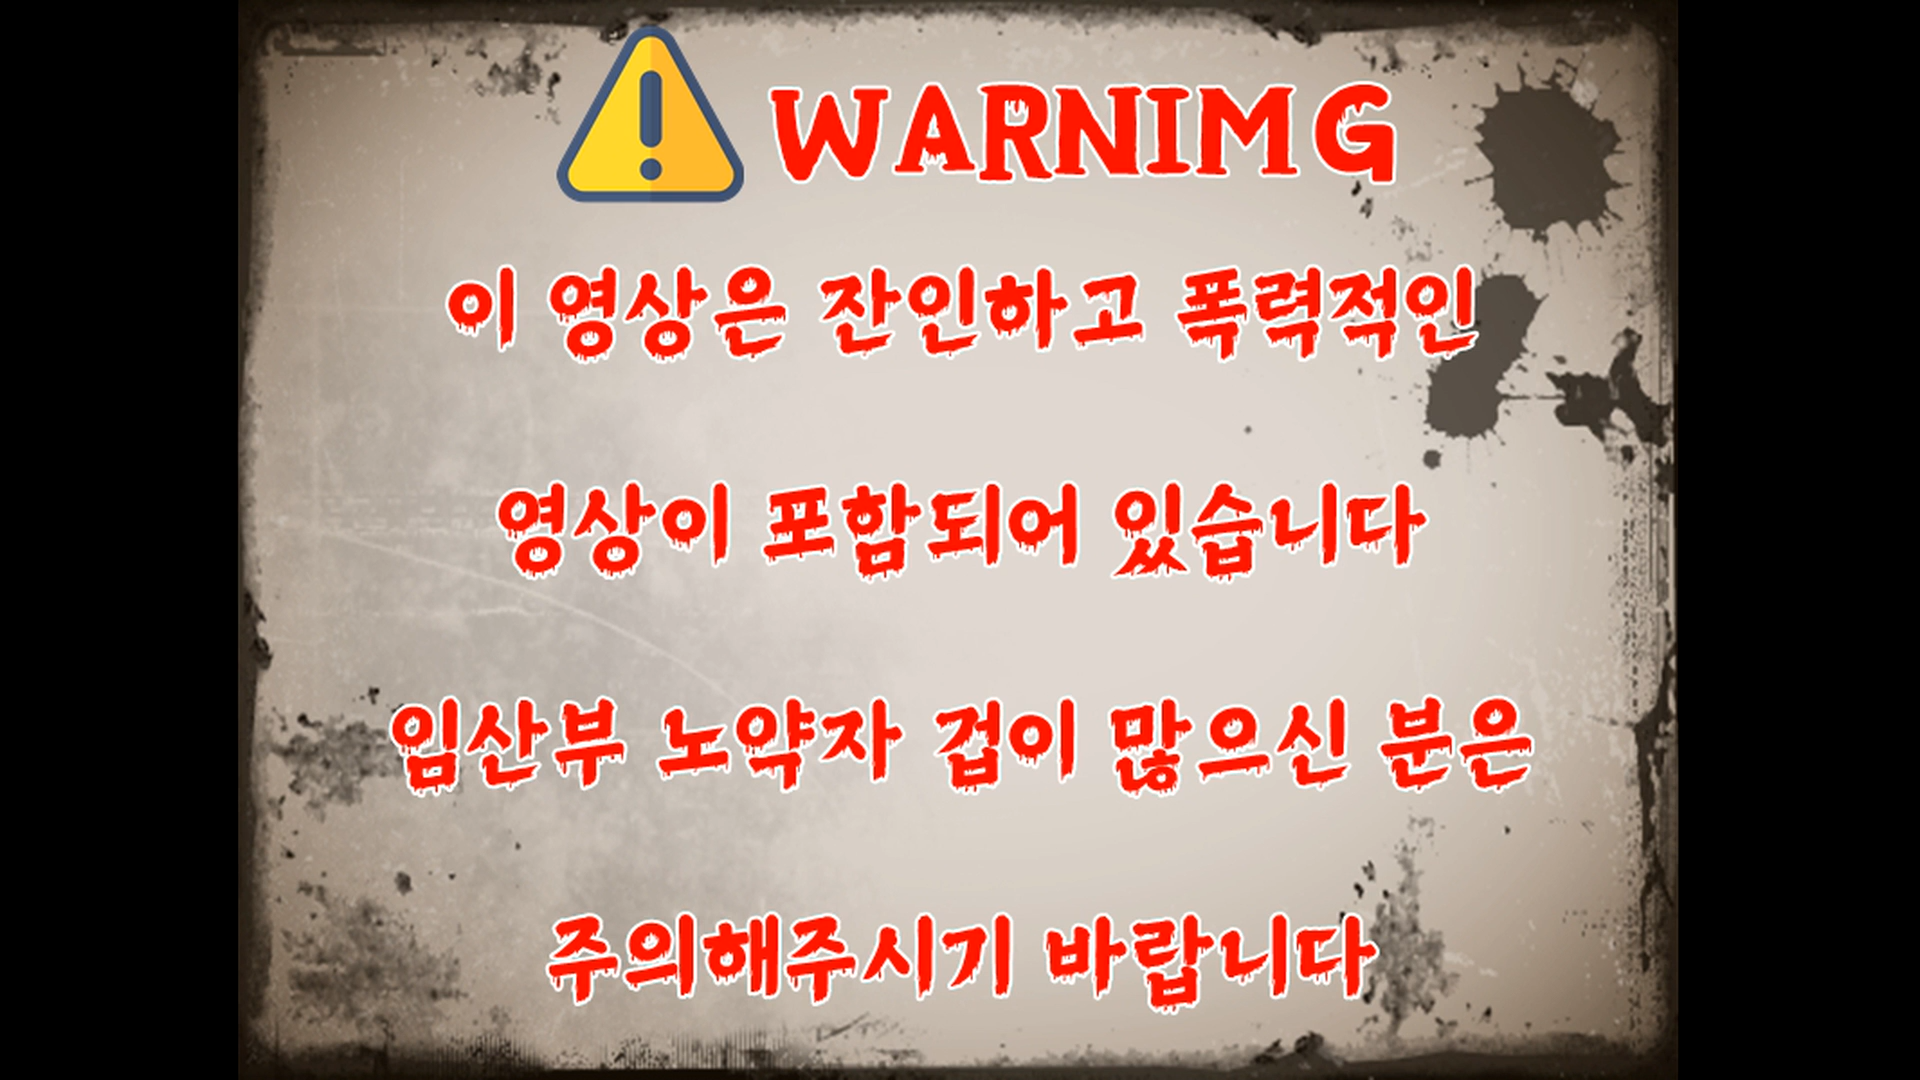 WARNIMG
이 영상은 잔인하고 폭력적인
영상이 포함되어 있습니다
임산부 노약자 겁이 많으신 분은
주의해주시기 바랍니다